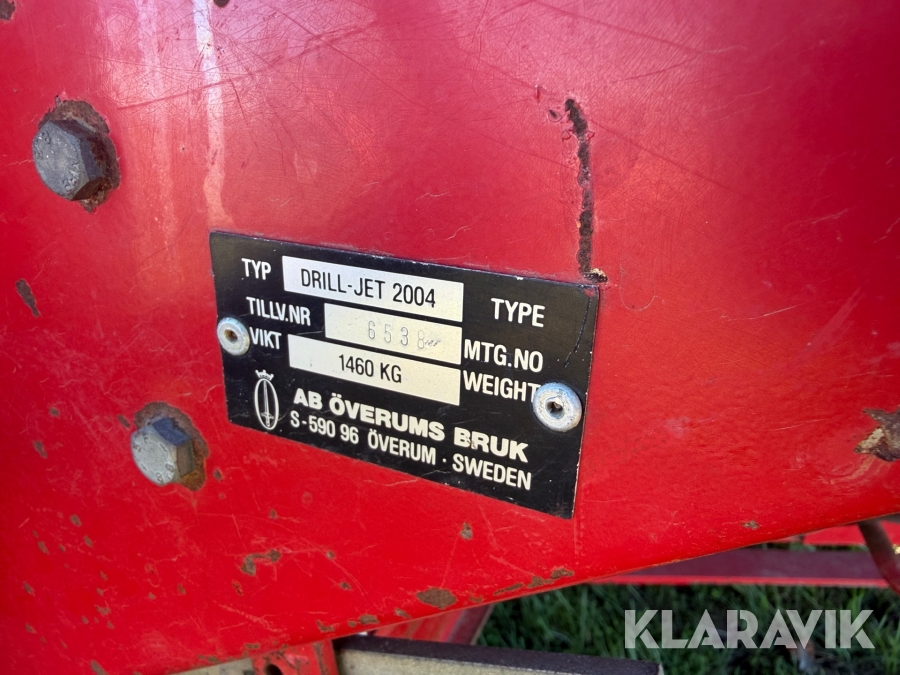 TYP DRILL-JET 2004 TYPE
TILLV.NR 6538 MTG.NO
VIKT 1460 KG WEIGHT
AB ÖVERUMS BRUK
S-590 96 ÖVERUM · SWEDEN
KLARAVIK